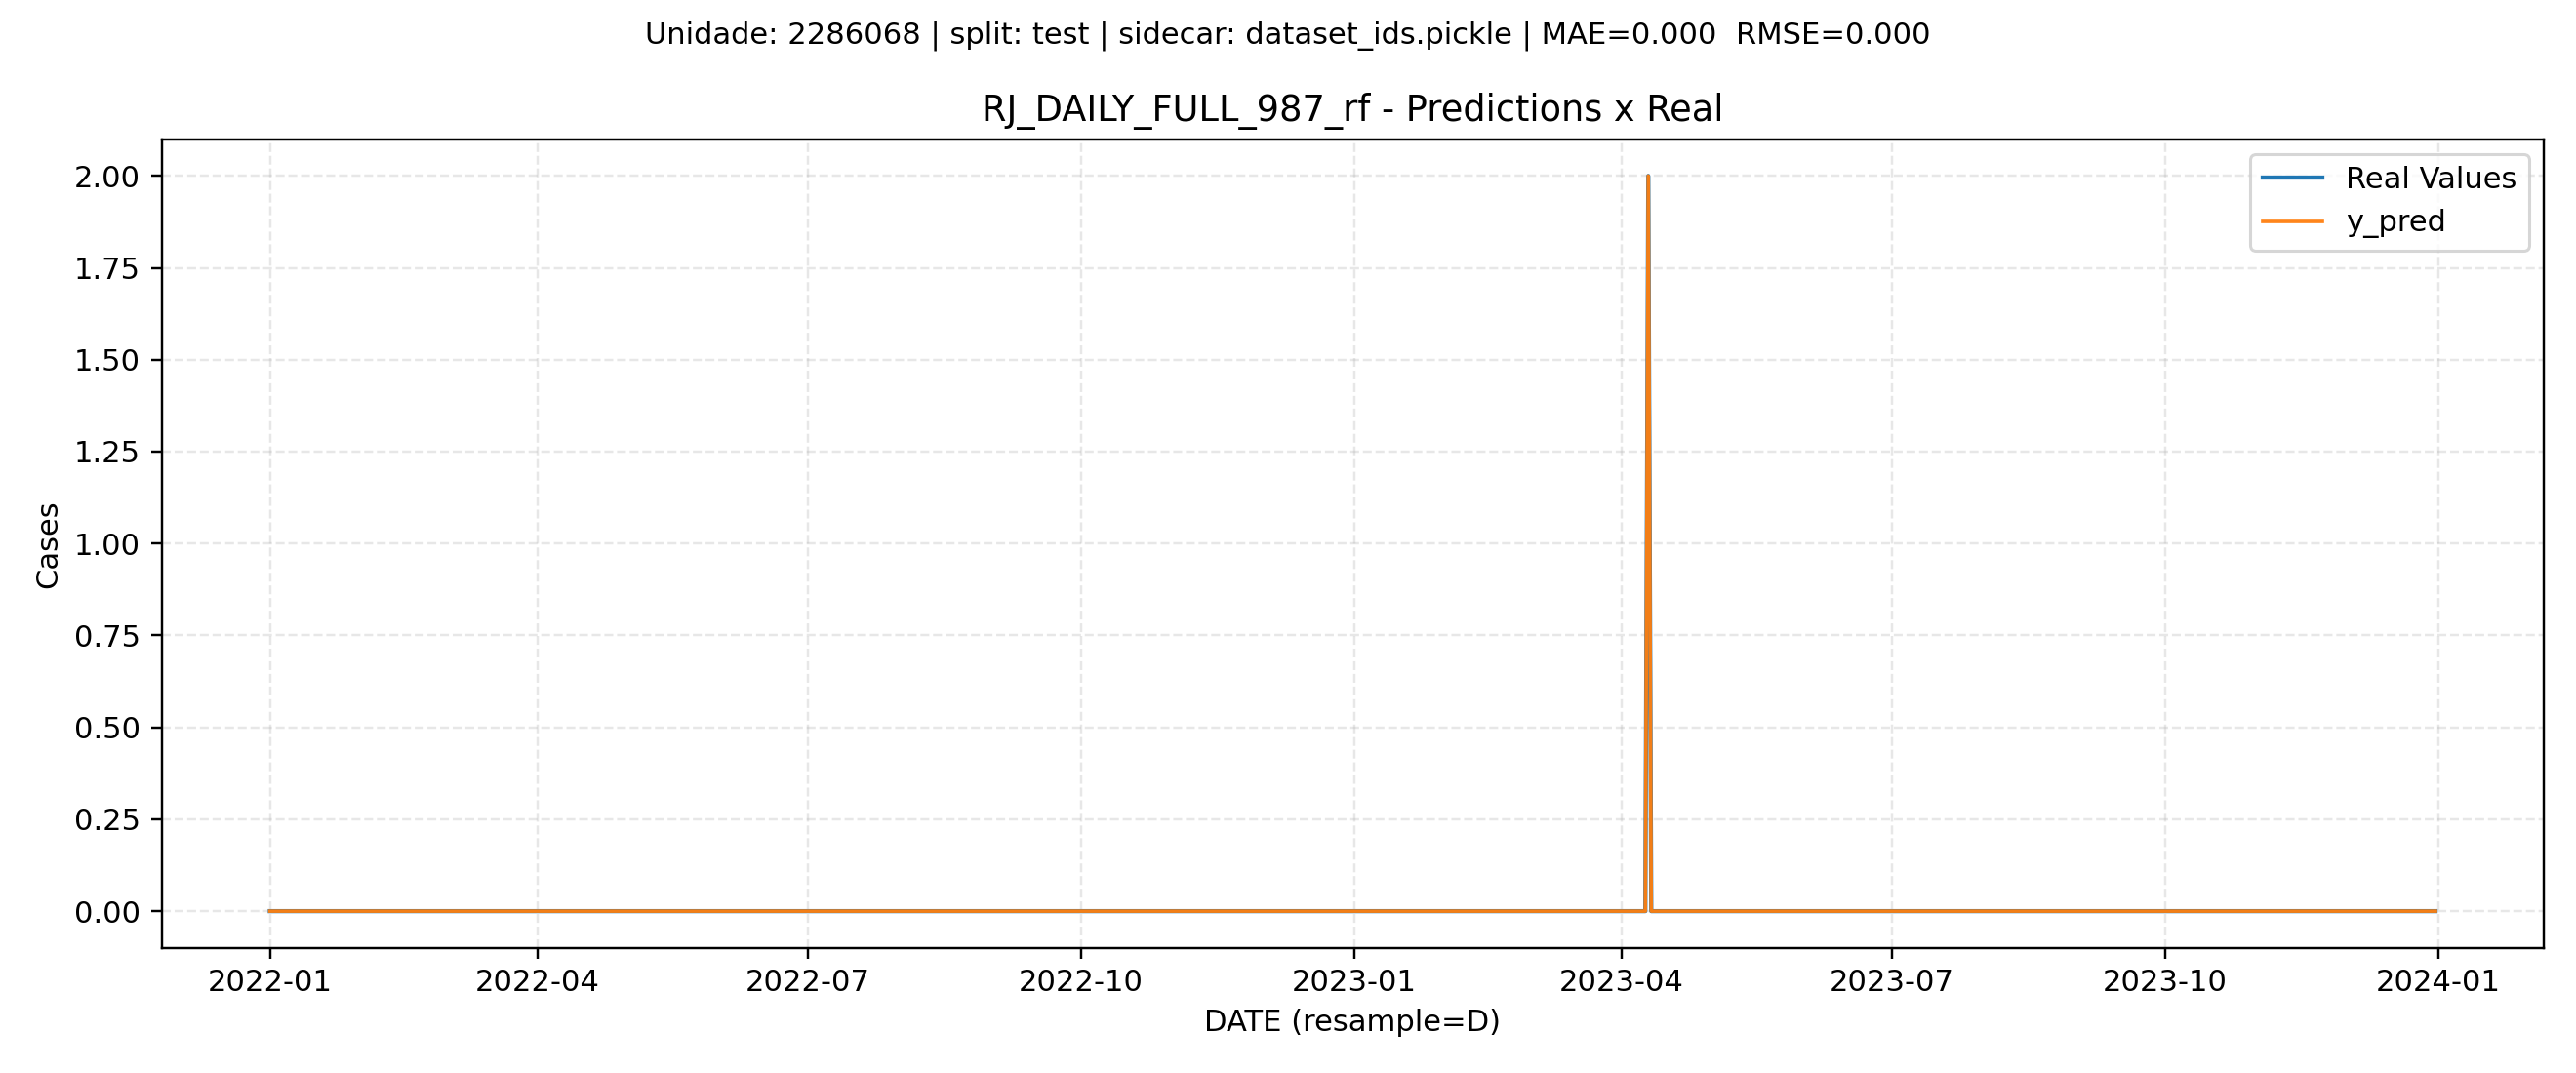 Unidade: 2286068 | split: test | sidecar: dataset_ids.pickle | MAE=0.000  RMSE=0.000
RJ_DAILY_FULL_987_rf - Predictions x Real
Real Values
y_pred
Cases
2.00
1.75
1.50
1.25
1.00
0.75
0.50
0.25
0.00
2022-01 2022-04 2022-07 2022-10 2023-01 2023-04 2023-07 2023-10 2024-01
DATE (resample=D)